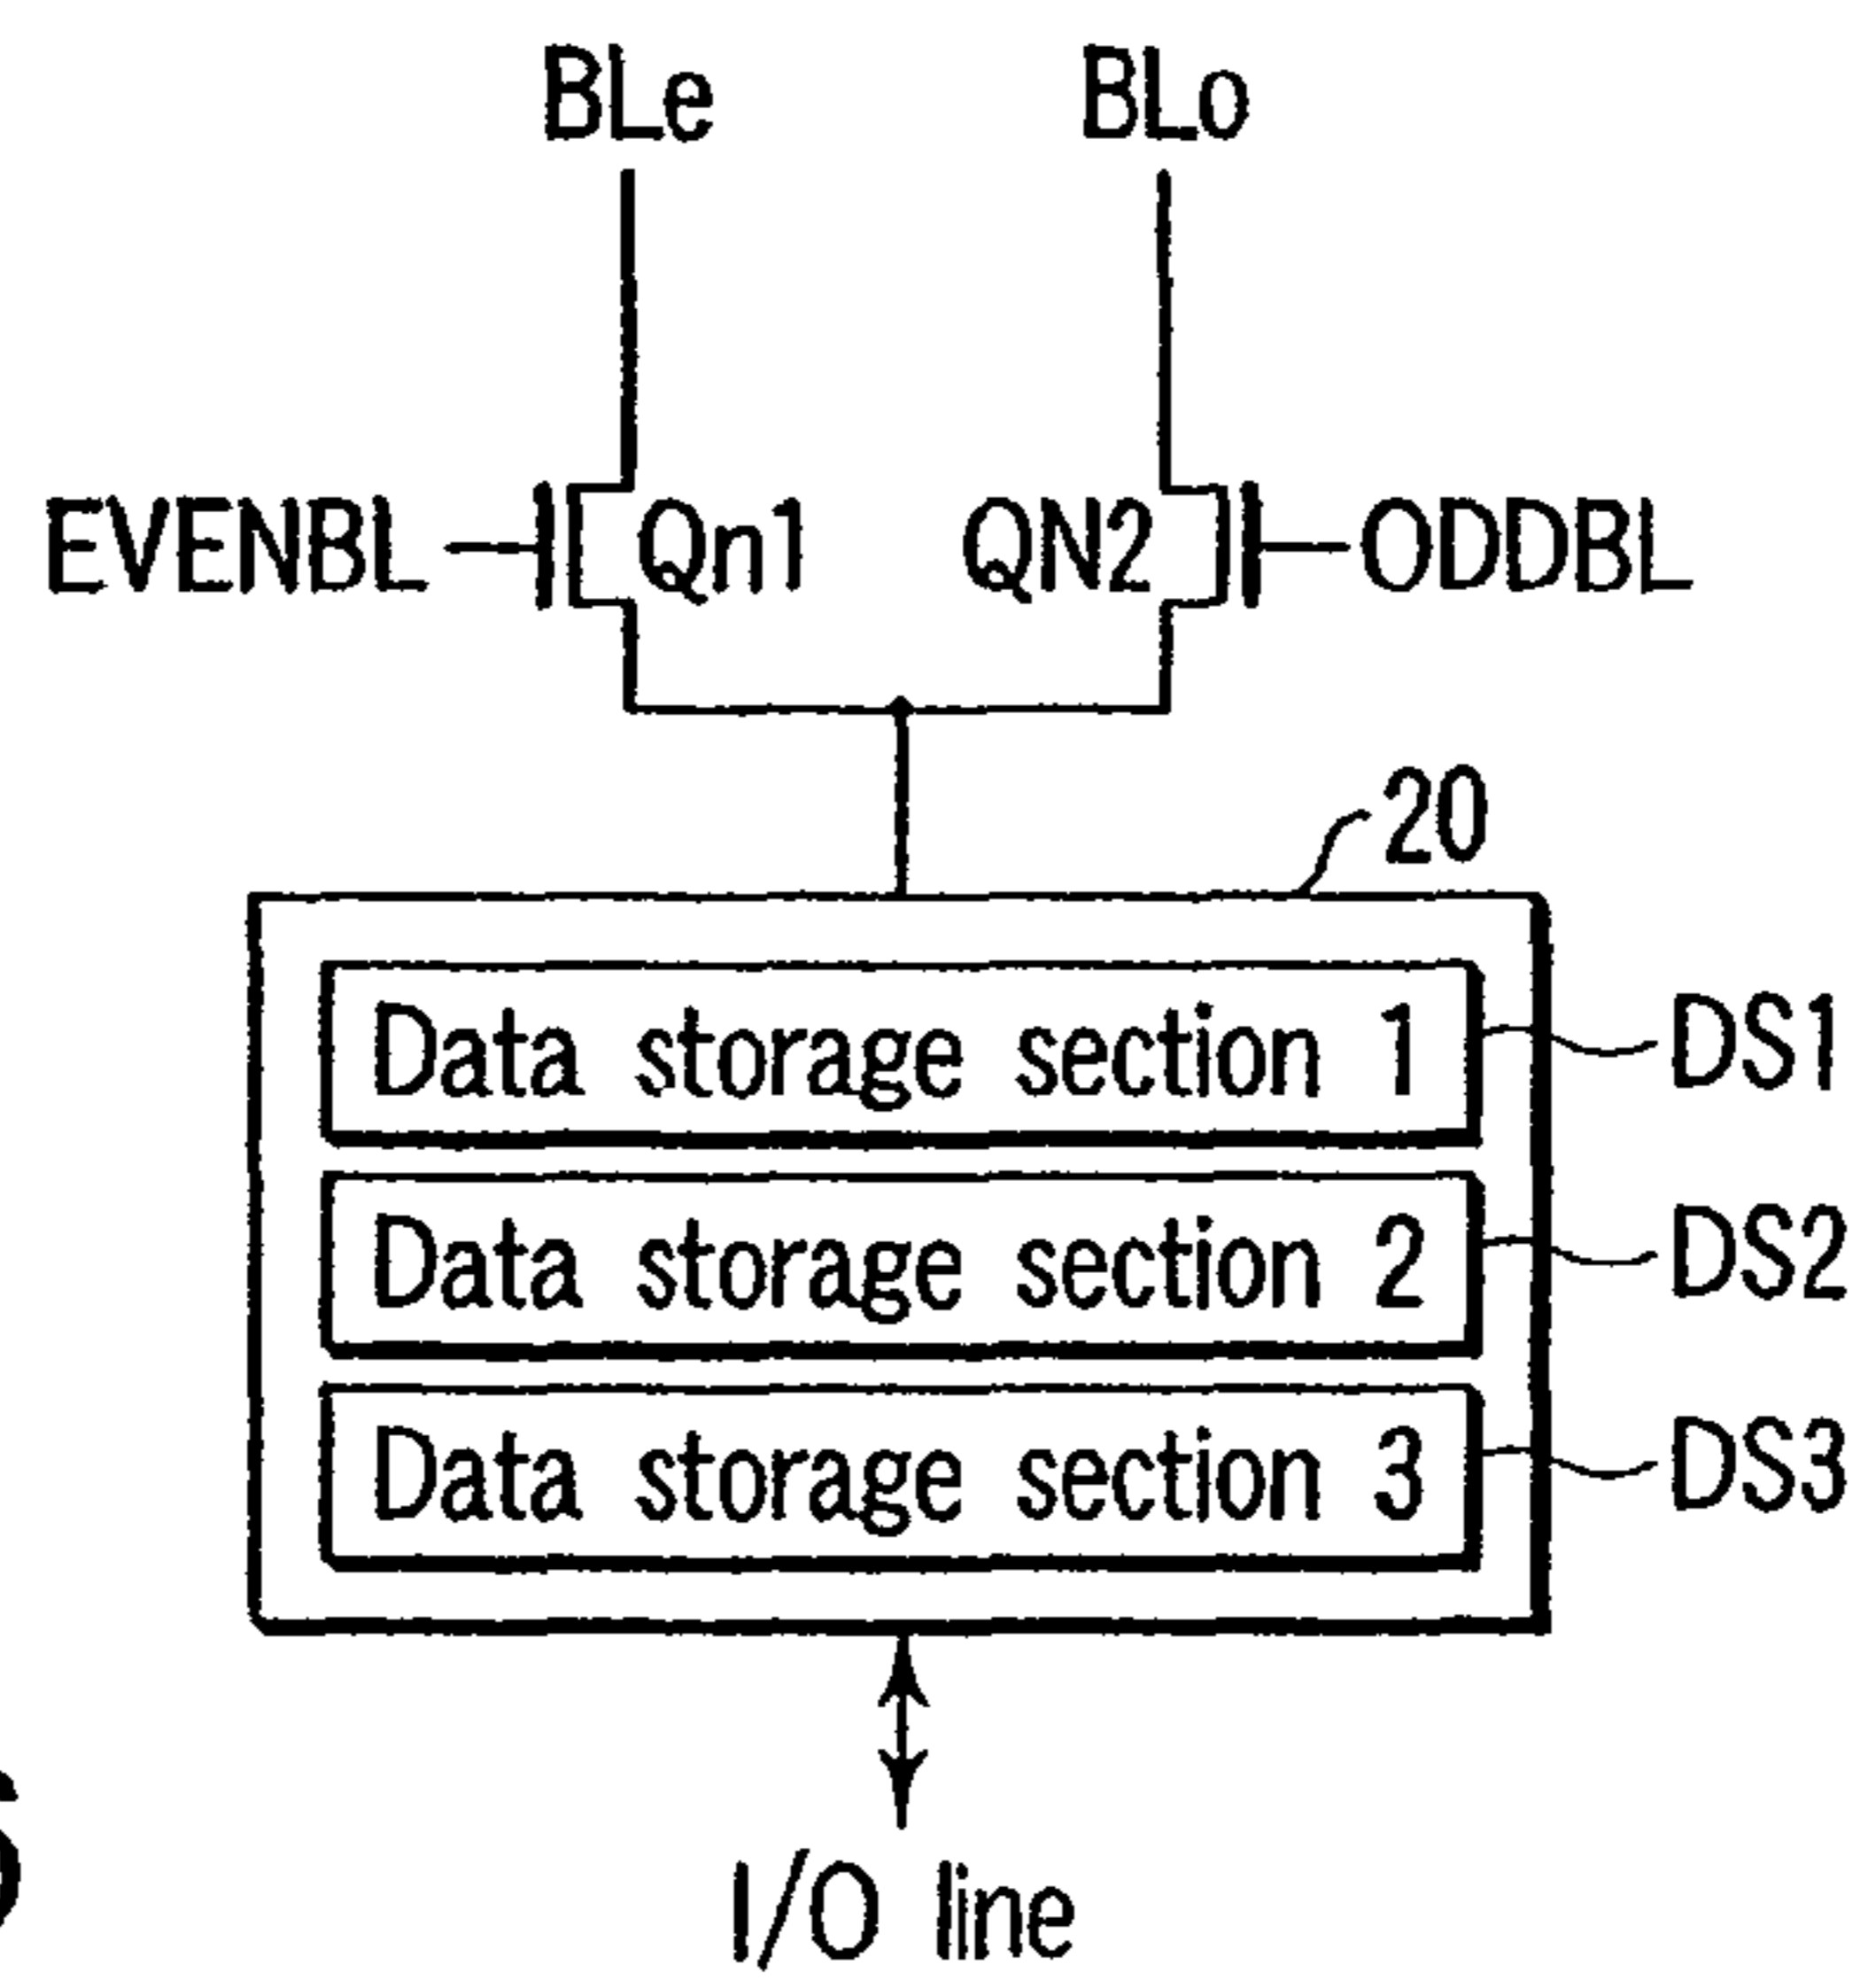 BLe BLo
EVENBL Qn1 QN2 ODDBL
20
Data storage section 1 DS1
Data storage section 2 DS2
Data storage section 3 DS3
I/O line